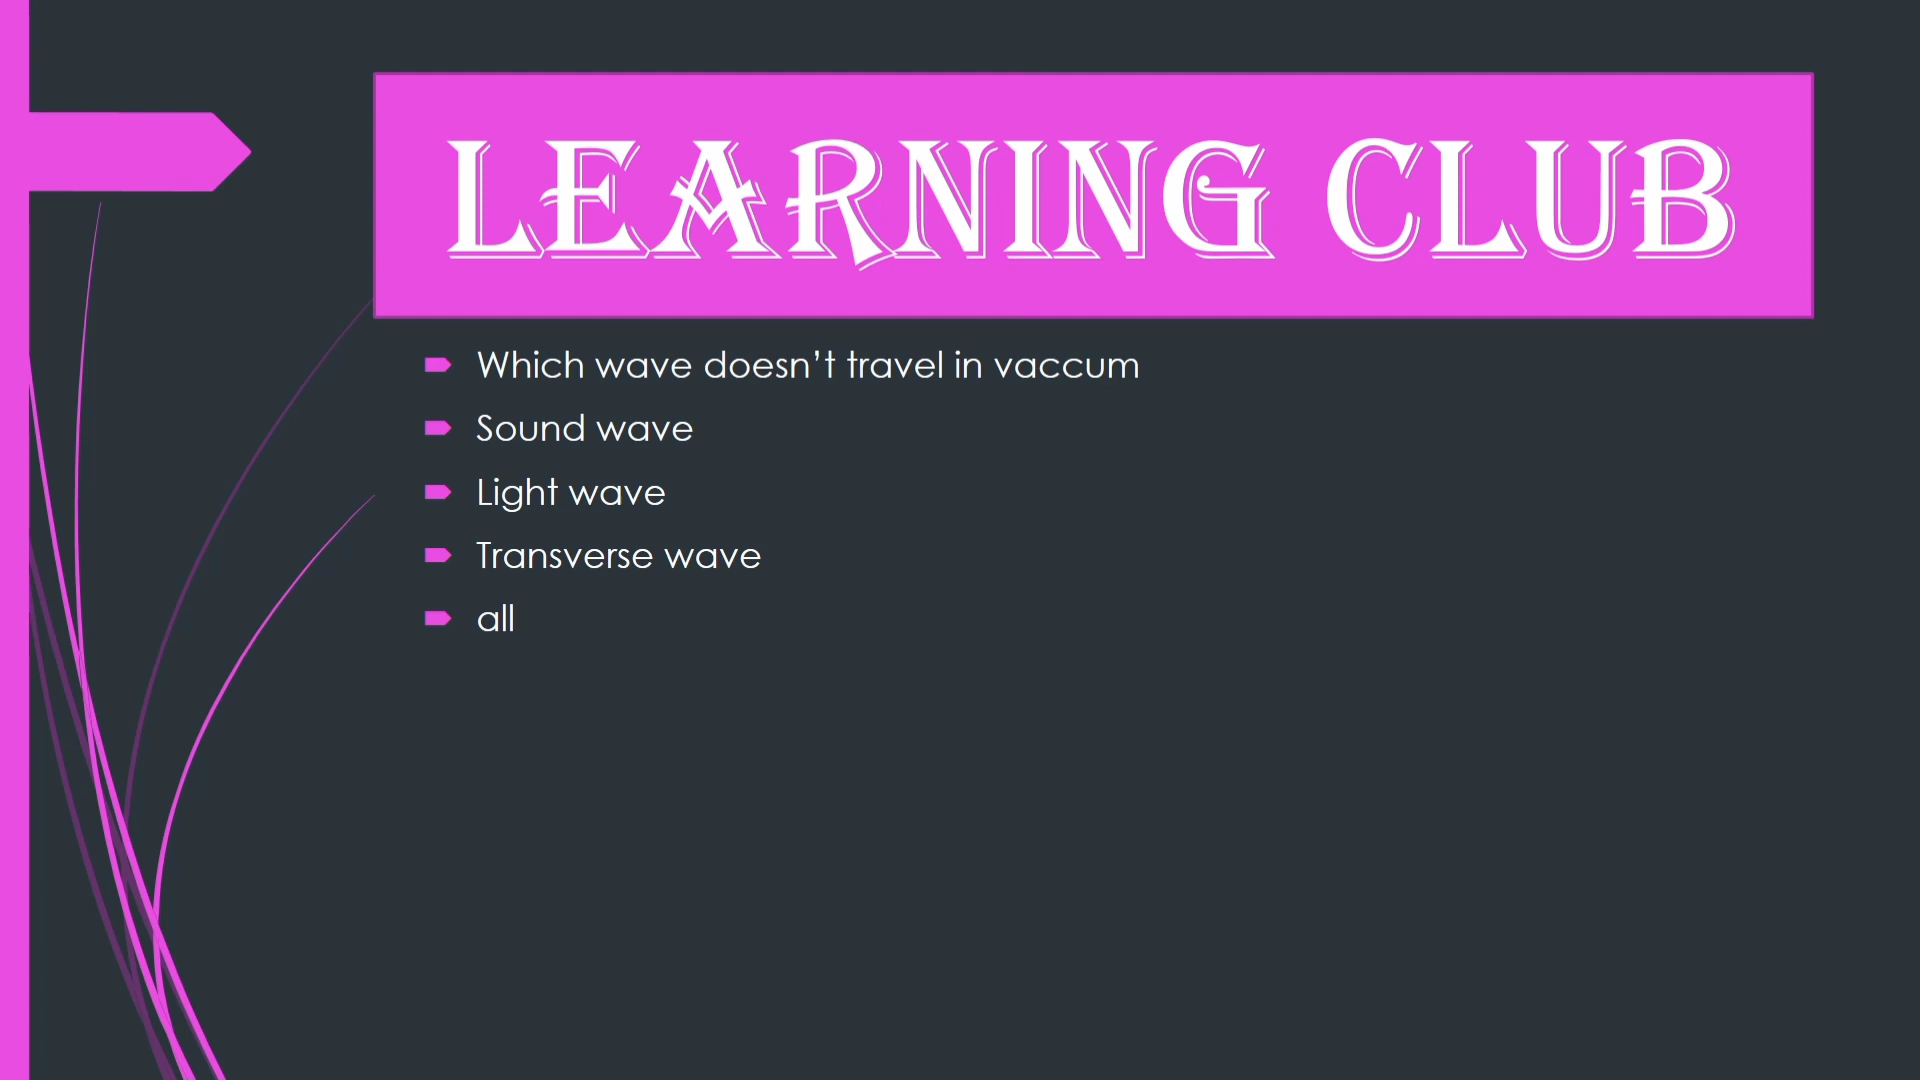 LEARNING CLUB
Which wave doesn’t travel in vaccum
Sound wave
Light wave
Transverse wave
all